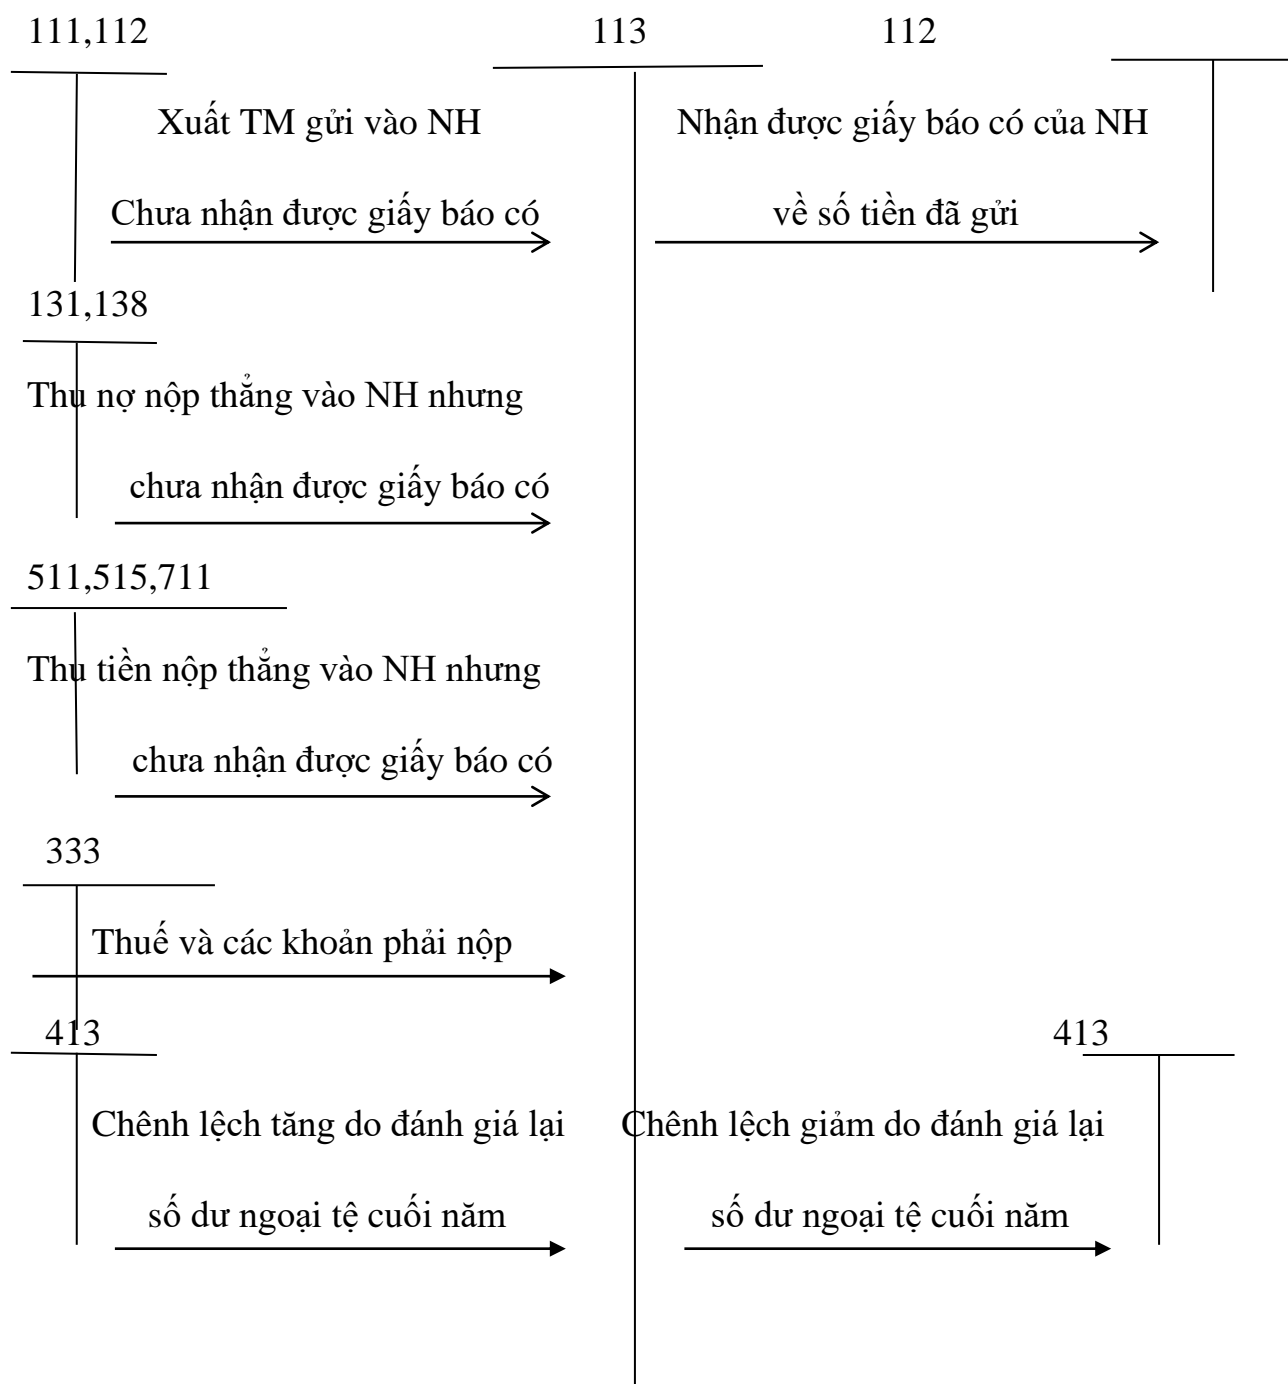 111,112 113 112
Xuất TM gửi vào NH Nhận được giấy báo có của NH
Chưa nhận được giấy báo có về số tiền đã gửi
131,138
Thu nợ nộp thẳng vào NH nhưng
chưa nhận được giấy báo có
511,515,711
Thu tiền nộp thẳng vào NH nhưng
chưa nhận được giấy báo có
333
Thuế và các khoản phải nộp
413 413
Chênh lệch tăng do đánh giá lại Chênh lệch giảm do đánh giá lại
số dư ngoại tệ cuối năm số dư ngoại tệ cuối năm